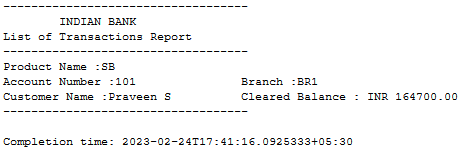 -----------------------------------
INDIAN BANK
List of Transactions Report
-----------------------------------
Product Name :SB
Account Number :101 Branch :BR1
Customer Name :Praveen S Cleared Balance : INR 164700.00
-----------------------------------
Completion time: 2023-02-24T17:41:16.0925333+05:30